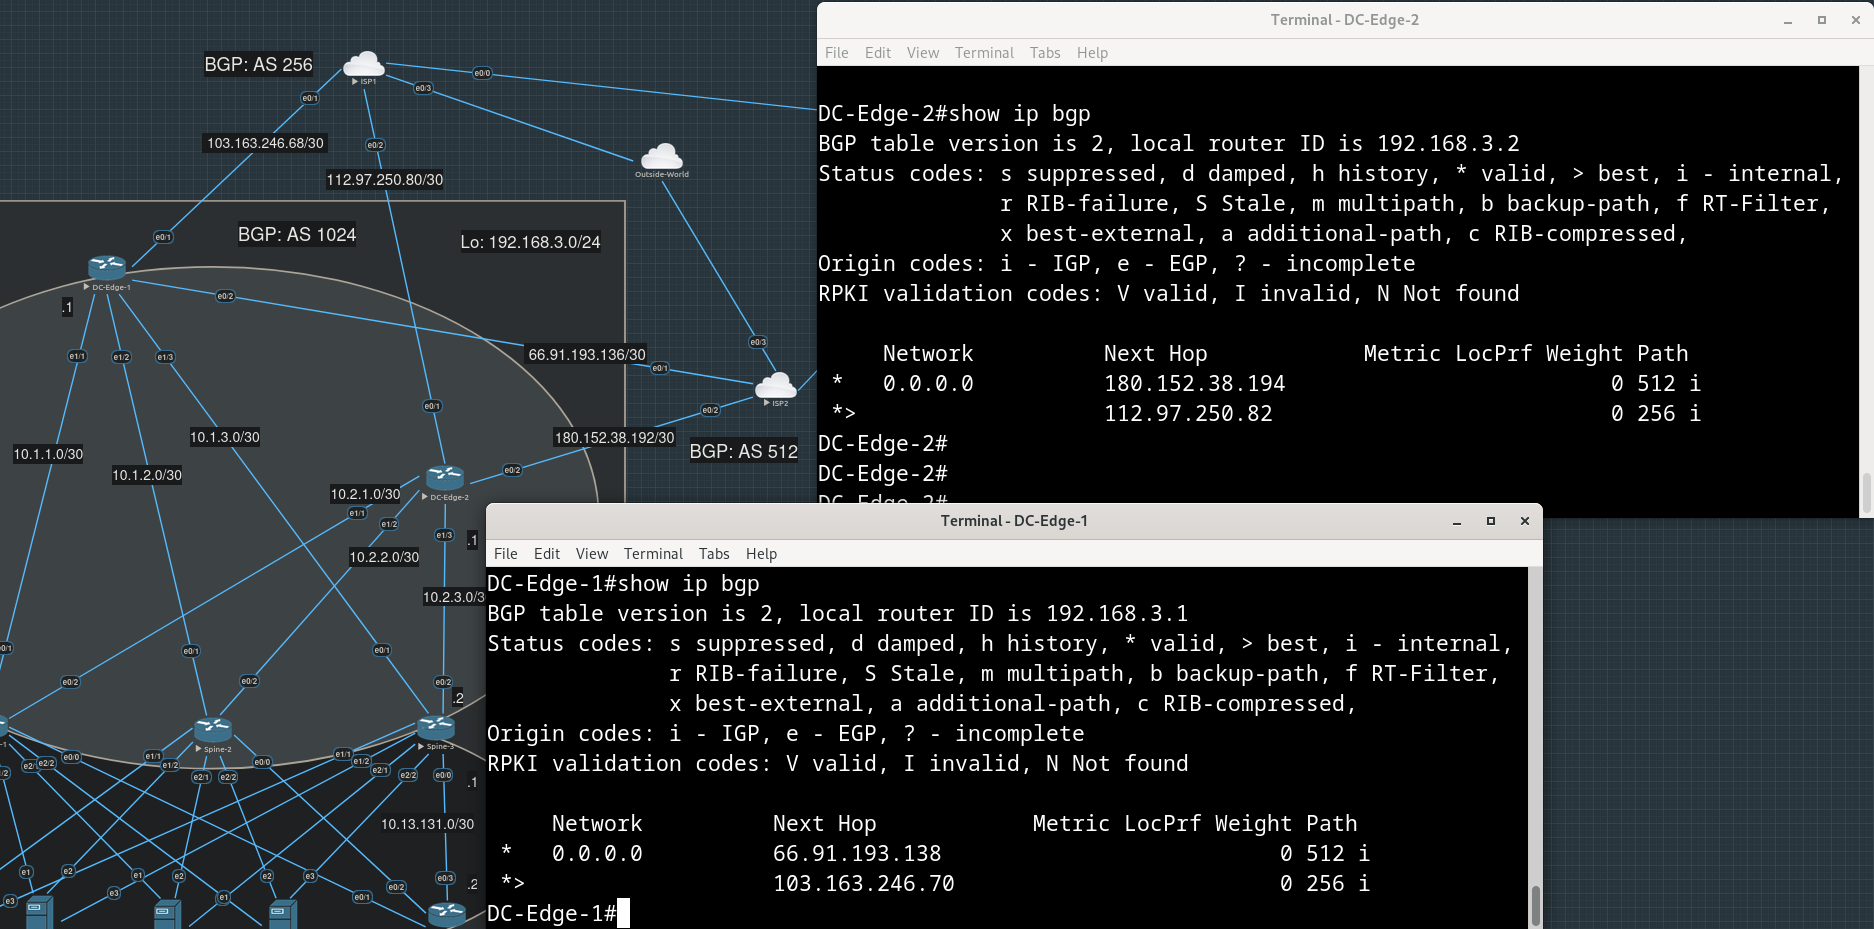 BGP: AS 256
ISP1
e0/0
e0/3
e0/1
103.163.246.68/30
e0/2
112.97.250.80/30
Outside-World
e0/1
BGP: AS 1024
Lo: 192.168.3.0/24
DC-Edge-1
.1
e0/2
e0/3
e1/1
e1/2
e1/3
66.91.193.136/30
e0/1
ISP2
e0/1
e0/2
10.1.3.0/30
180.152.38.192/30
BGP: AS 512
10.1.1.0/30
10.1.2.0/30
e0/2
DC-Edge-2
10.2.1.0/30
e1/1
e1/2
e1/3
.1
10.2.2.0/30
10.2.3.0/3
e0/1
e0/1
e0/1
e0/2
e0/2
e0/2
.2
Spine-2
Spine-3
e0/0
e2/2
e1/1
e1/2
e2/1
e2/2
e0/0
e1/1
e1/2
e2/1
e2/2
e0/0
.1
10.13.131.0/30
e1
e2
e1
e2
e2
e3
e0/2
e0/3
.2
e3
e3
e1
e0/1
Terminal - DC-Edge-2
File Edit View Terminal Tabs Help
DC-Edge-2#show ip bgp
BGP table version is 2, local router ID is 192.168.3.2
Status codes: s suppressed, d damped, h history, * valid, > best, i - internal,
r RIB-failure, S Stale, m multipath, b backup-path, f RT-Filter,
x best-external, a additional-path, c RIB-compressed,
Origin codes: i - IGP, e - EGP, ? - incomplete
RPKI validation codes: V valid, I invalid, N Not found
Network Next Hop Metric LocPrf Weight Path
* 0.0.0.0 180.152.38.194 0 512 i
*> 112.97.250.82 0 256 i
DC-Edge-2#
DC-Edge-2#
DC-Edge-2#
Terminal - DC-Edge-1
File Edit View Terminal Tabs Help
DC-Edge-1#show ip bgp
BGP table version is 2, local router ID is 192.168.3.1
Status codes: s suppressed, d damped, h history, * valid, > best, i - internal,
r RIB-failure, S Stale, m multipath, b backup-path, f RT-Filter,
x best-external, a additional-path, c RIB-compressed,
Origin codes: i - IGP, e - EGP, ? - incomplete
RPKI validation codes: V valid, I invalid, N Not found
Network Next Hop Metric LocPrf Weight Path
* 0.0.0.0 66.91.193.138 0 512 i
*> 103.163.246.70 0 256 i
DC-Edge-1#